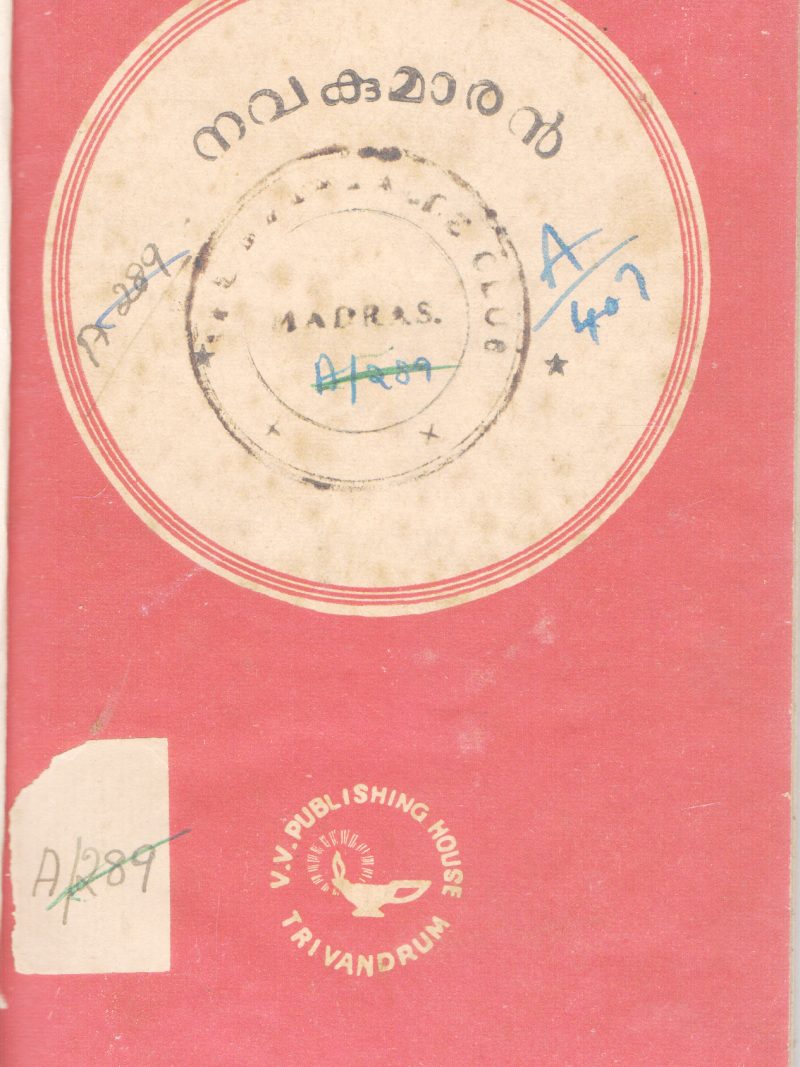 നവകുമാരൻ
CLUB
MADRAS.
A/289
A 289
A/407
A/289
V.V. PUBLISHING HOUSE
TRIVANDRUM